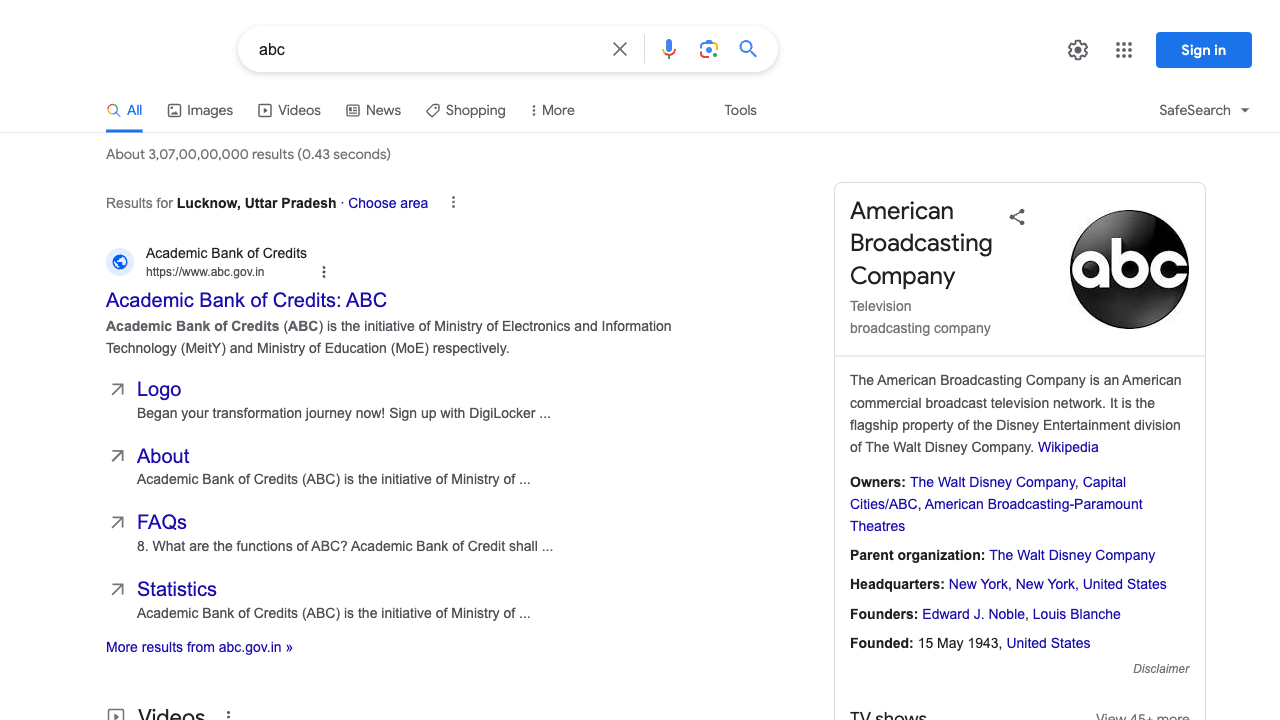 abc
Sign in
All Images Videos News Shopping More Tools SafeSearch
About 3,07,00,00,000 results (0.43 seconds)
Results for Lucknow, Uttar Pradesh · Choose area
Academic Bank of Credits
https://www.abc.gov.in
Academic Bank of Credits: ABC
Academic Bank of Credits (ABC) is the initiative of Ministry of Electronics and Information
Technology (MeitY) and Ministry of Education (MoE) respectively.
Logo
Began your transformation journey now! Sign up with DigiLocker ...
About
Academic Bank of Credits (ABC) is the initiative of Ministry of ...
FAQs
8. What are the functions of ABC? Academic Bank of Credit shall ...
Statistics
Academic Bank of Credits (ABC) is the initiative of Ministry of ...
More results from abc.gov.in »
Videos
American
Broadcasting
Company
Television
broadcasting company
abc
The American Broadcasting Company is an American
commercial broadcast television network. It is the
flagship property of the Disney Entertainment division
of The Walt Disney Company. Wikipedia
Owners: The Walt Disney Company, Capital
Cities/ABC, American Broadcasting-Paramount
Theatres
Parent organization: The Walt Disney Company
Headquarters: New York, New York, United States
Founders: Edward J. Noble, Louis Blanche
Founded: 15 May 1943, United States
Disclaimer
TV shows
View 45+ more